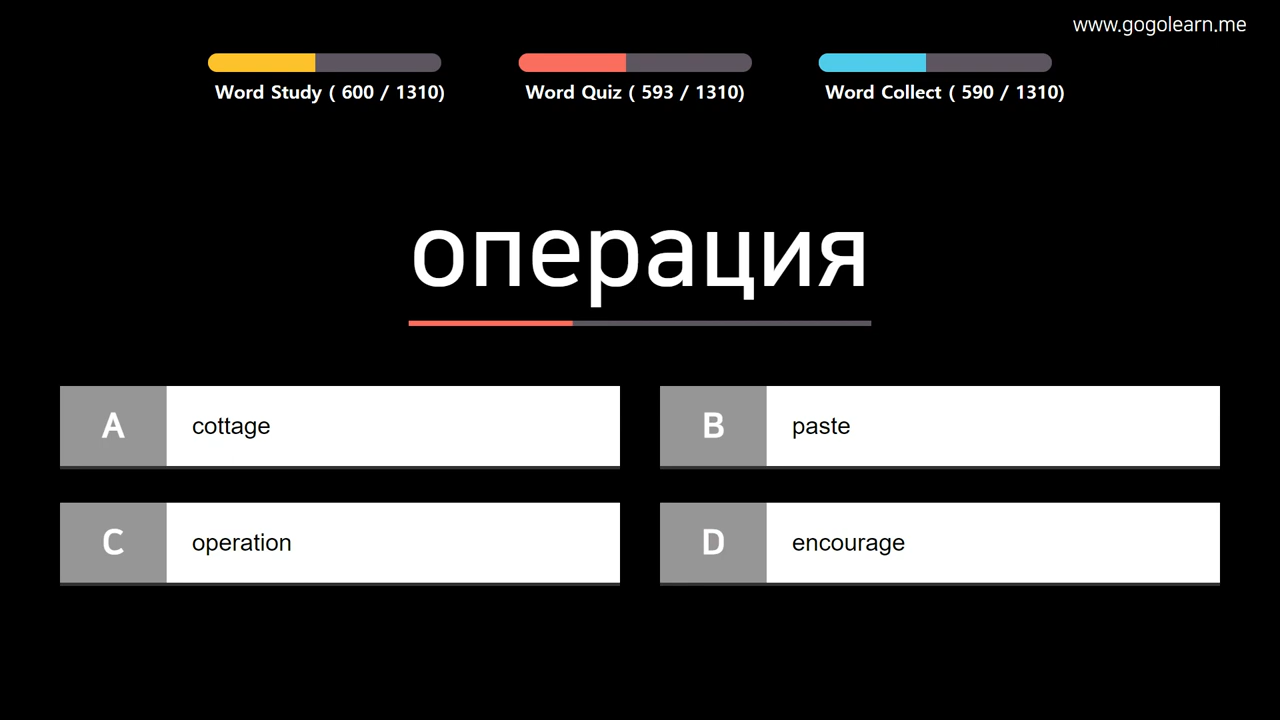 www.gogolearn.me
Word Study ( 600 / 1310)
Word Quiz ( 593 / 1310)
Word Collect ( 590 / 1310)
операция
A
cottage
B
paste
C
operation
D
encourage